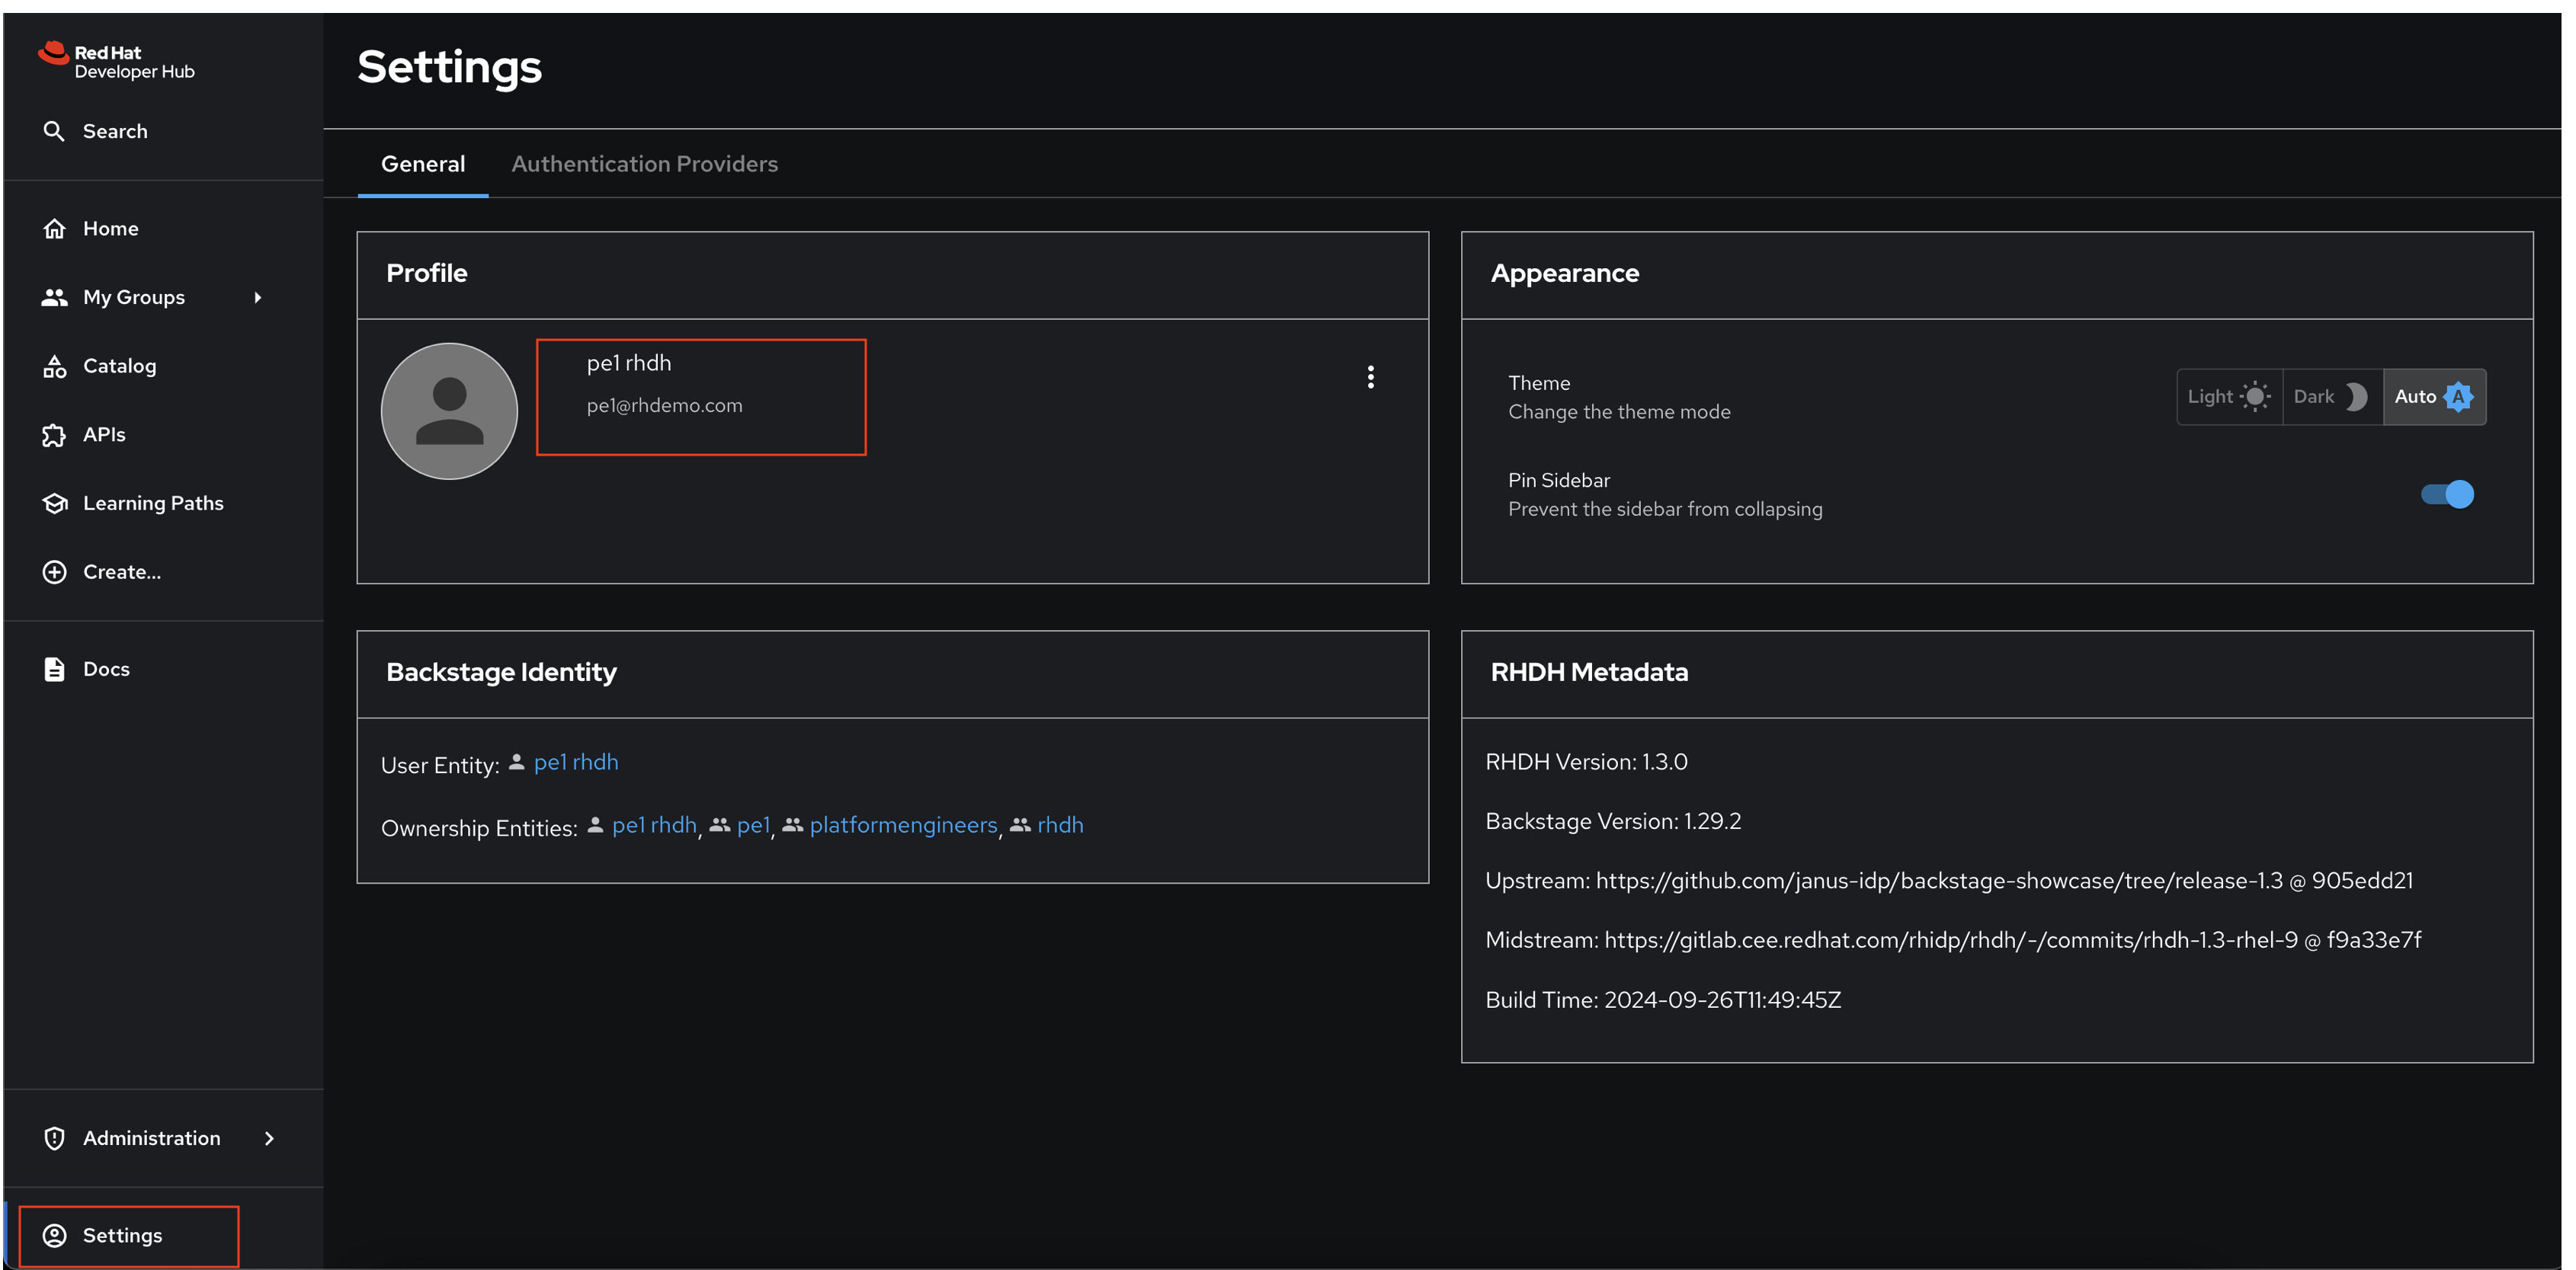 Red Hat
Developer Hub
Search
Home
My Groups
Catalog
APIs
Learning Paths
Create...
Docs
Administration
Settings
Settings
General
Authentication Providers
Profile
pe1 rhdh
pe1@rhdemo.com
Appearance
Theme
Change the theme mode
Light
Dark
Auto
A
Pin Sidebar
Prevent the sidebar from collapsing
Backstage Identity
User Entity: pe1 rhdh
Ownership Entities: pe1 rhdh, pe1, platformengineers, rhdh
RHDH Metadata
RHDH Version: 1.3.0
Backstage Version: 1.29.2
Upstream: https://github.com/janus-idp/backstage-showcase/tree/release-1.3 @ 905edd21
Midstream: https://gitlab.cee.redhat.com/rhidp/rhdh/-/commits/rhdh-1.3-rhel-9 @ f9a33e7f
Build Time: 2024-09-26T11:49:45Z